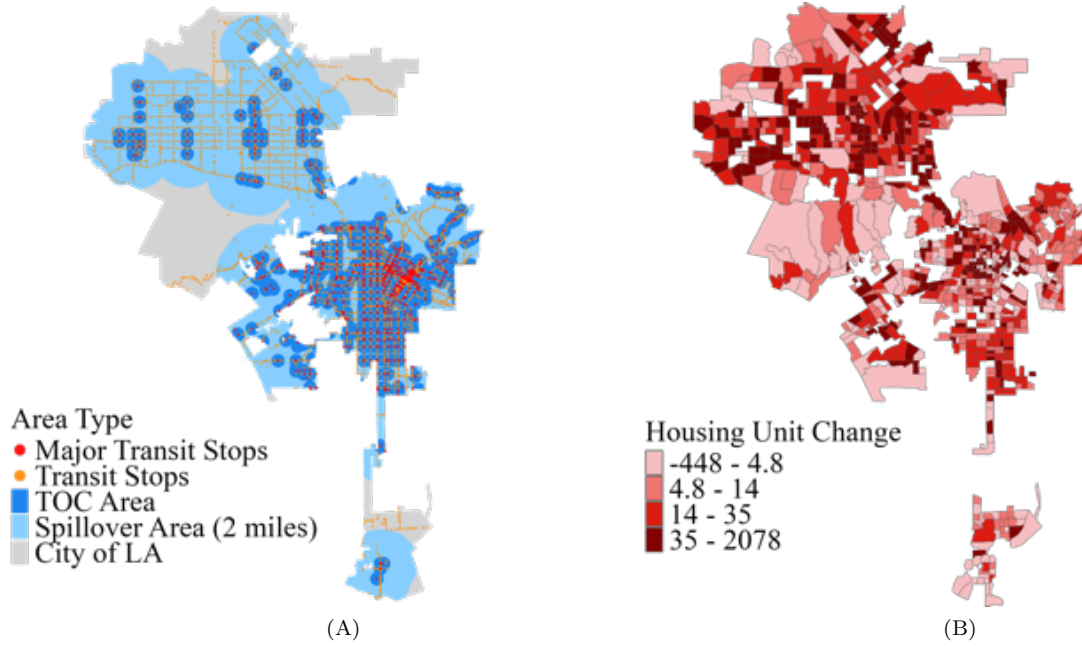 Area Type
Major Transit Stops
Transit Stops
TOC Area
Spillover Area (2 miles)
City of LA
(A)
Housing Unit Change
-448 - 4.8
4.8 - 14
14 - 35
35 - 2078
(B)